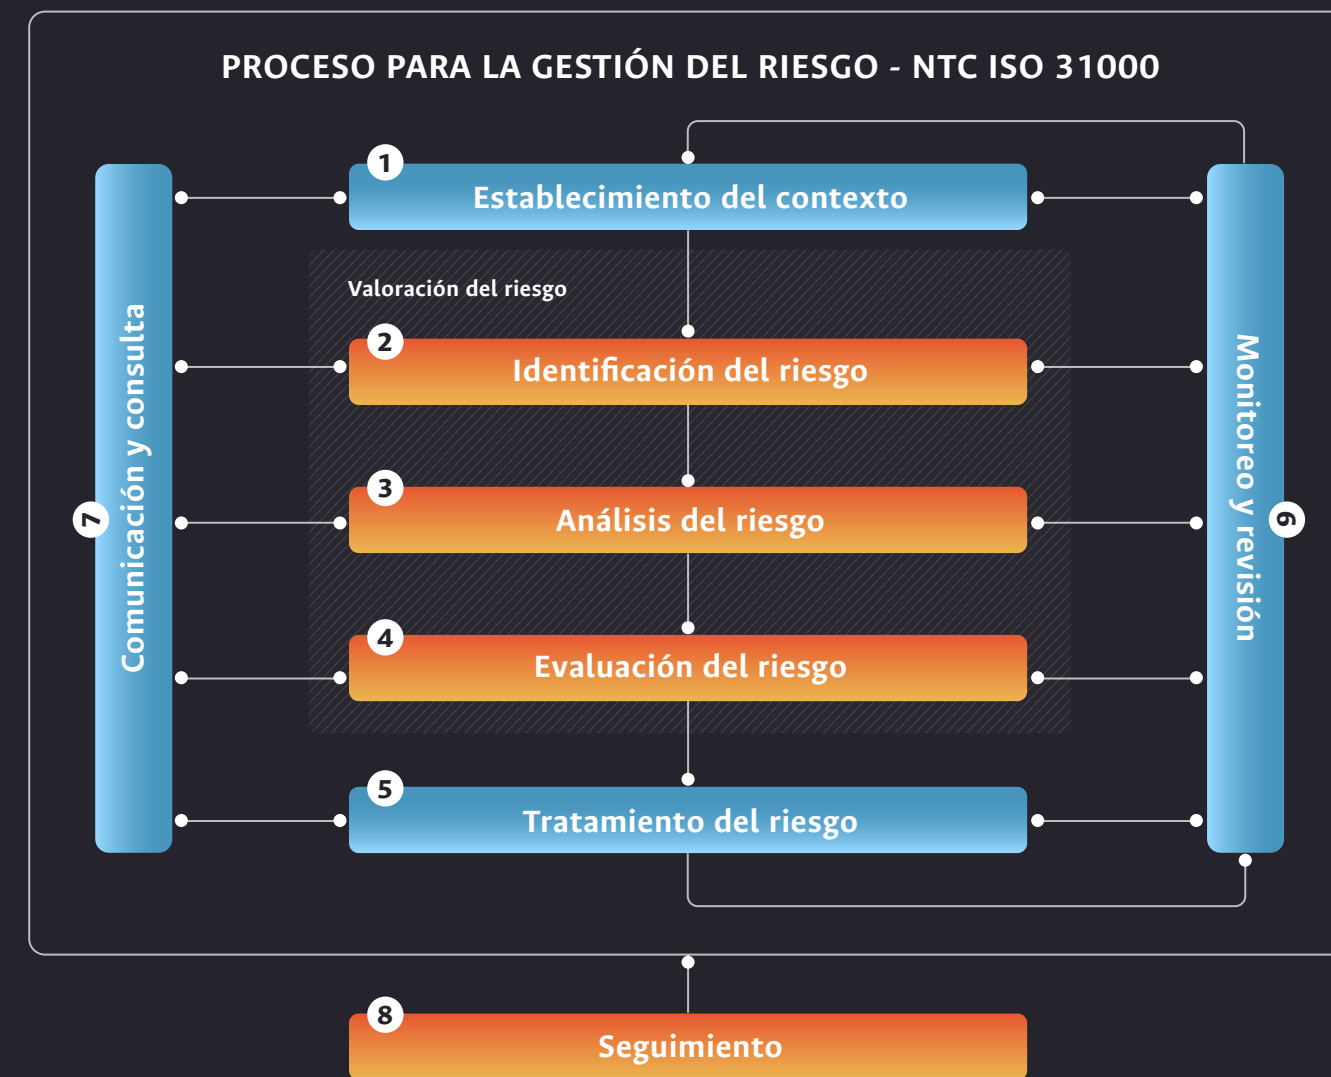 PROCESO PARA LA GESTIÓN DEL RIESGO - NTC ISO 31000
1
Establecimiento del contexto
Valoración del riesgo
2
Identificación del riesgo
3
Análisis del riesgo
4
Evaluación del riesgo
5
Tratamiento del riesgo
6
Monitoreo y revisión
7
Comunicación y consulta
8
Seguimiento